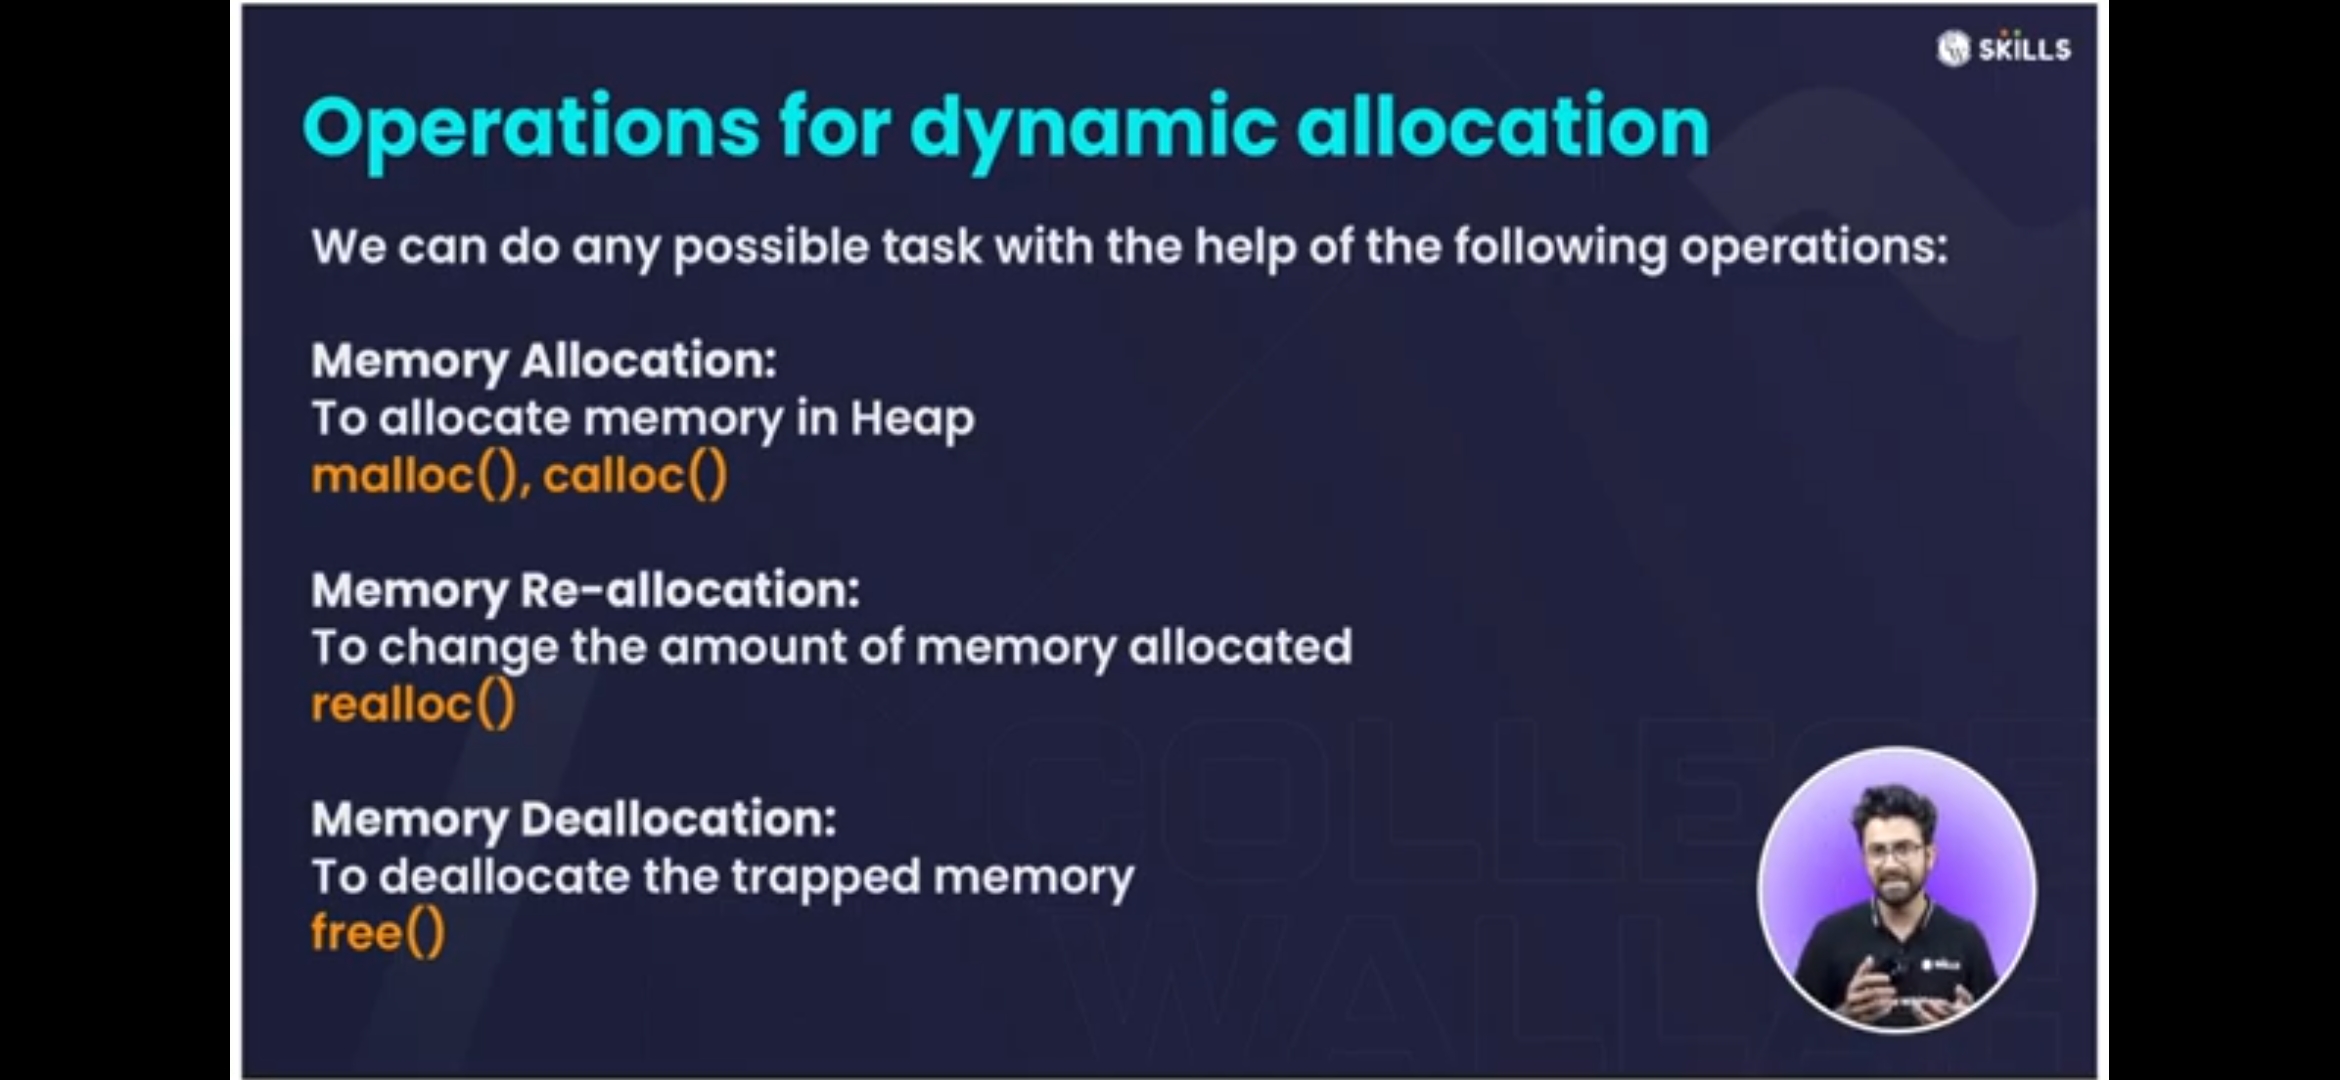 SKILLS
Operations for dynamic allocation
We can do any possible task with the help of the following operations:
Memory Allocation:
To allocate memory in Heap
malloc(), calloc()
Memory Re-allocation:
To change the amount of memory allocated
realloc()
Memory Deallocation:
To deallocate the trapped memory
free()